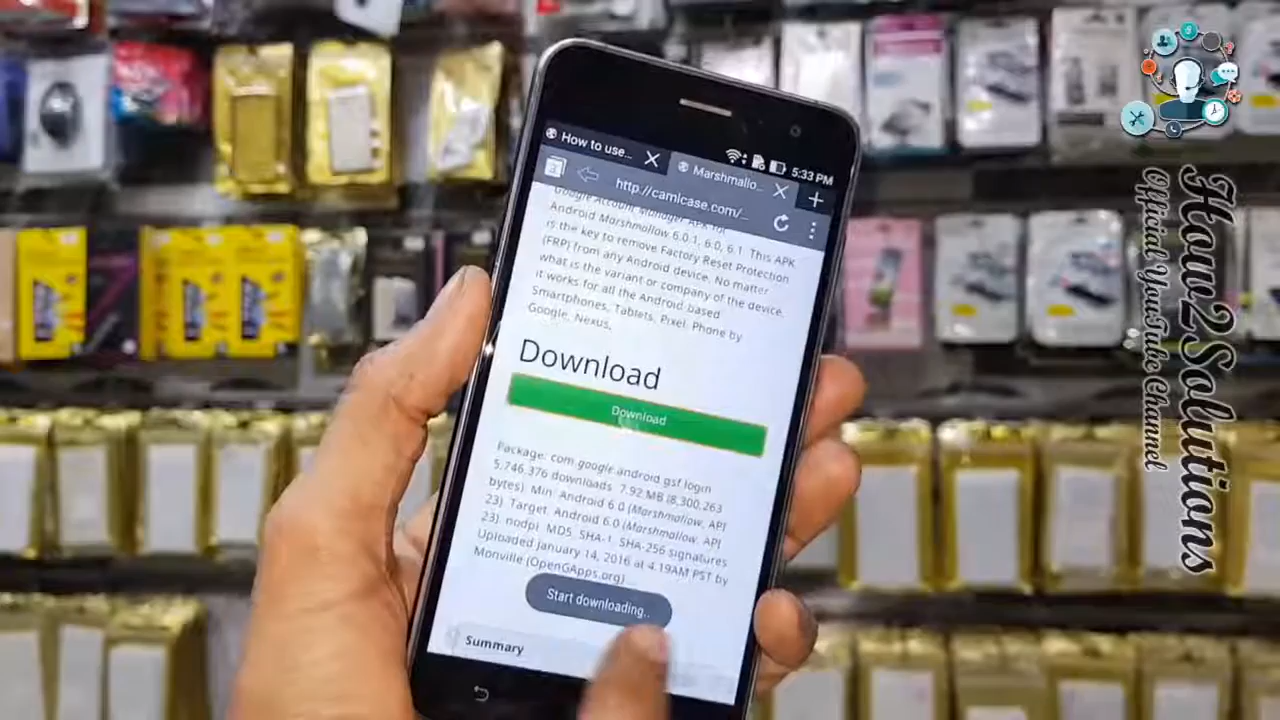 How to use...
Marshmallo...
5:33 PM
http://camlcase.com/...
Google Account Manager APK
Android Marshmallow 6.0.1, 6.0, 6.1 This APK
is the key to remove Factory Reset Protection
(FRP) from any Android device. No matter
what is the variant or company of the device.
it works for all the Android based
Smartphones, Tablets, Pixel, Phone by
Google, Nexus,
Download
Download
Package: com google android gsf login
5,746,376 downloads 7.92 MB (8,300,263
bytes) Min: Android 6.0 (Marshmallow, API
23). Target: Android 6.0 (Marshmallow, API
23). nodpi MD5, SHA-1, SHA-256 signatures
Uploaded January 14, 2016 at 4:19AM PST by
Monville (OpenGApps.org)
Start downloading..
Summary
How2Solutions
Official YouTube Channel